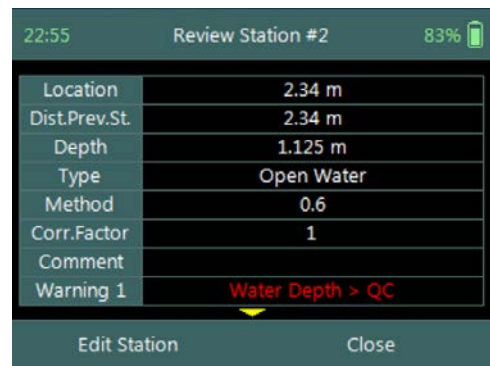 22:55 Review Station #2 83%
Location 2.34 m
Dist.Prev.St. 2.34 m
Depth 1.125 m
Type Open Water
Method 0.6
Corr.Factor 1
Comment
Warning 1 Water Depth > QC
Edit Station Close